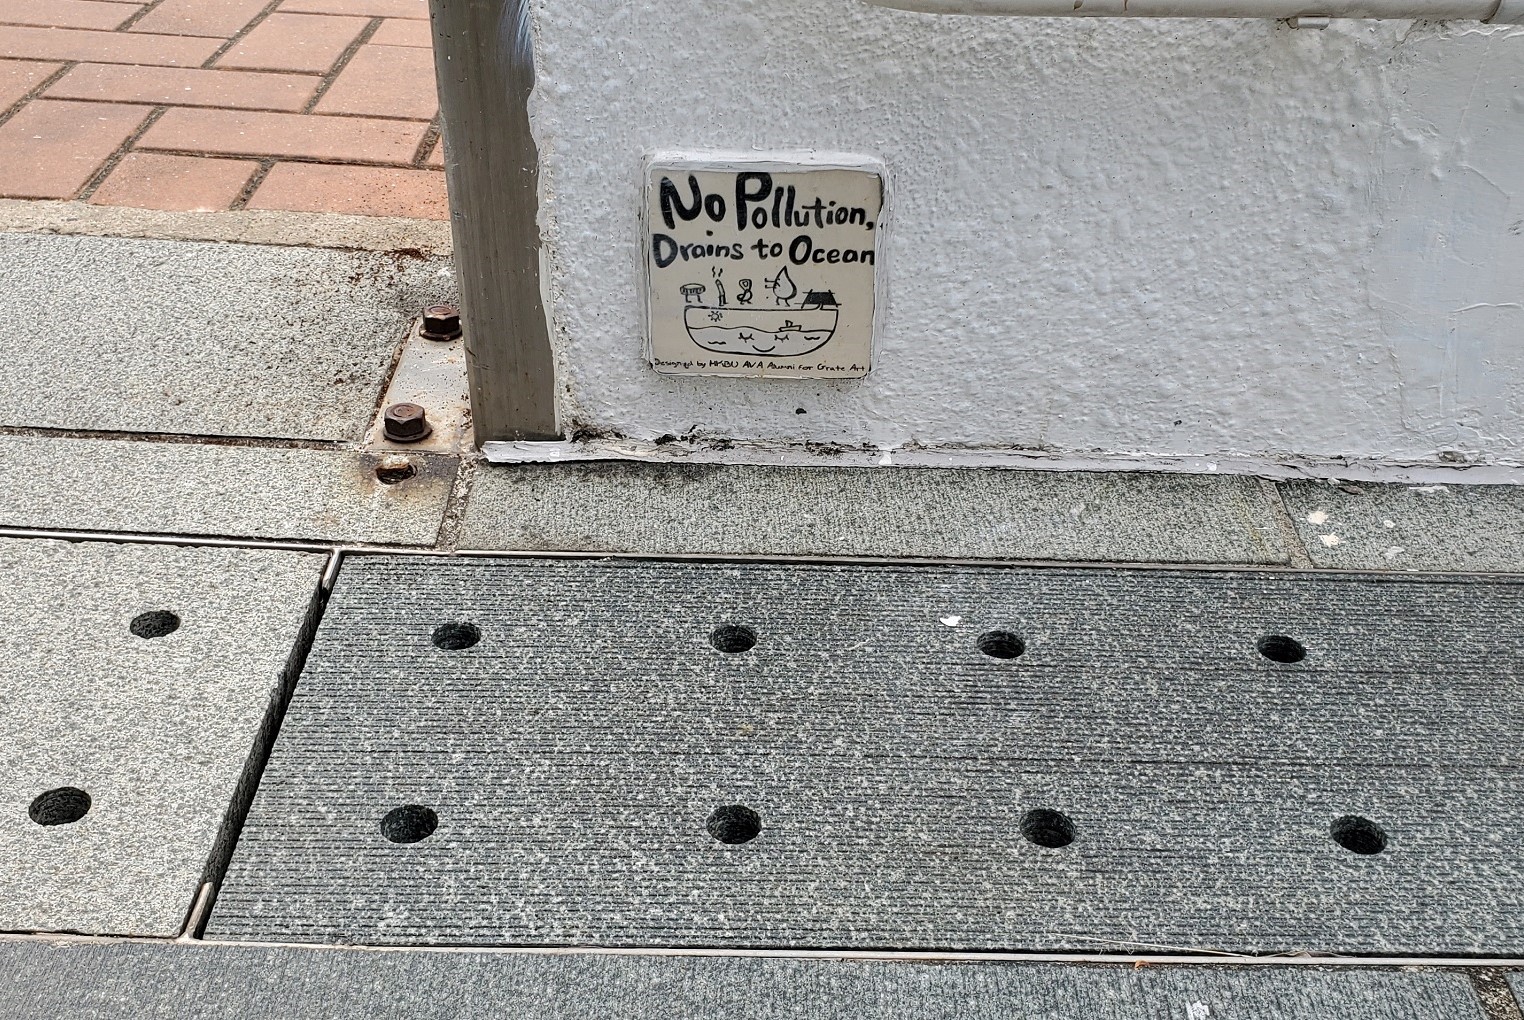 No Pollution,
Drains to Ocean
Designed by HKBU AVA Alumni for Grate Art